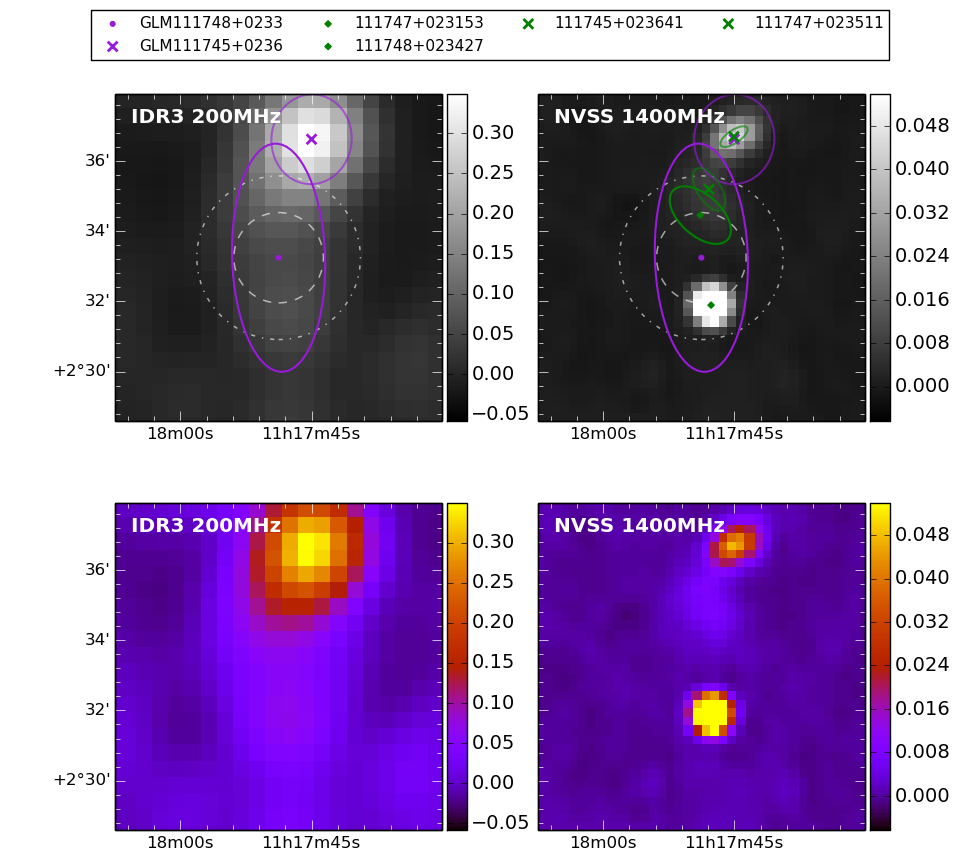 GLM111748+0233 111747+023153 111745+023641 111747+023511
GLM111745+0236 111748+023427
IDR3 200MHz NVSS 1400MHz
0.30 0.048
36' 0.25 0.040
0.20 0.032
34' 0.15 0.024
32' 0.10 0.016
0.05 0.008
+2°30' 0.00 0.000
−0.05
18m00s 11h17m45s 18m00s 11h17m45s
IDR3 200MHz NVSS 1400MHz
0.30 0.048
36' 0.25 0.040
0.20 0.032
34' 0.15 0.024
32' 0.10 0.016
0.05 0.008
+2°30' 0.00 0.000
−0.05
18m00s 11h17m45s 18m00s 11h17m45s